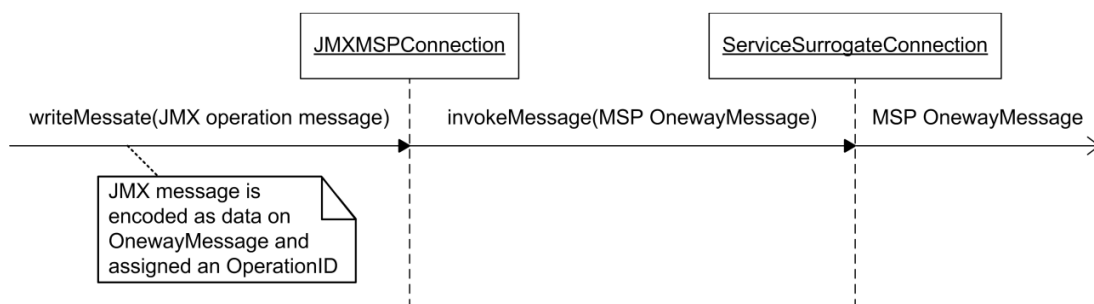 JMXMSPConnection
ServiceSurrogateConnection
writeMessate(JMX operation message)
invokeMessage(MSP OnewayMessage)
MSP OnewayMessage
JMX message is
encoded as data on
OnewayMessage and
assigned an OperationID